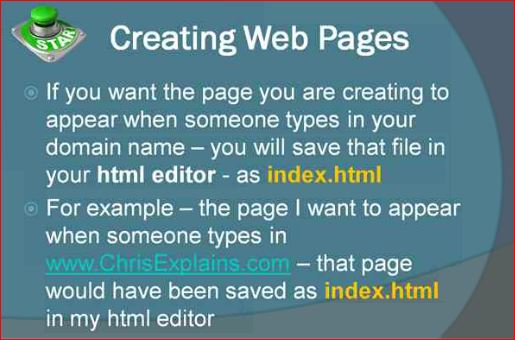 START
Creating Web Pages
If you want the page you are creating to
appear when someone types in your
domain name – you will save that file in
your html editor - as index.html
For example – the page I want to appear
when someone types in
www.ChrisExplains.com – that page
would have been saved as index.html
in my html editor